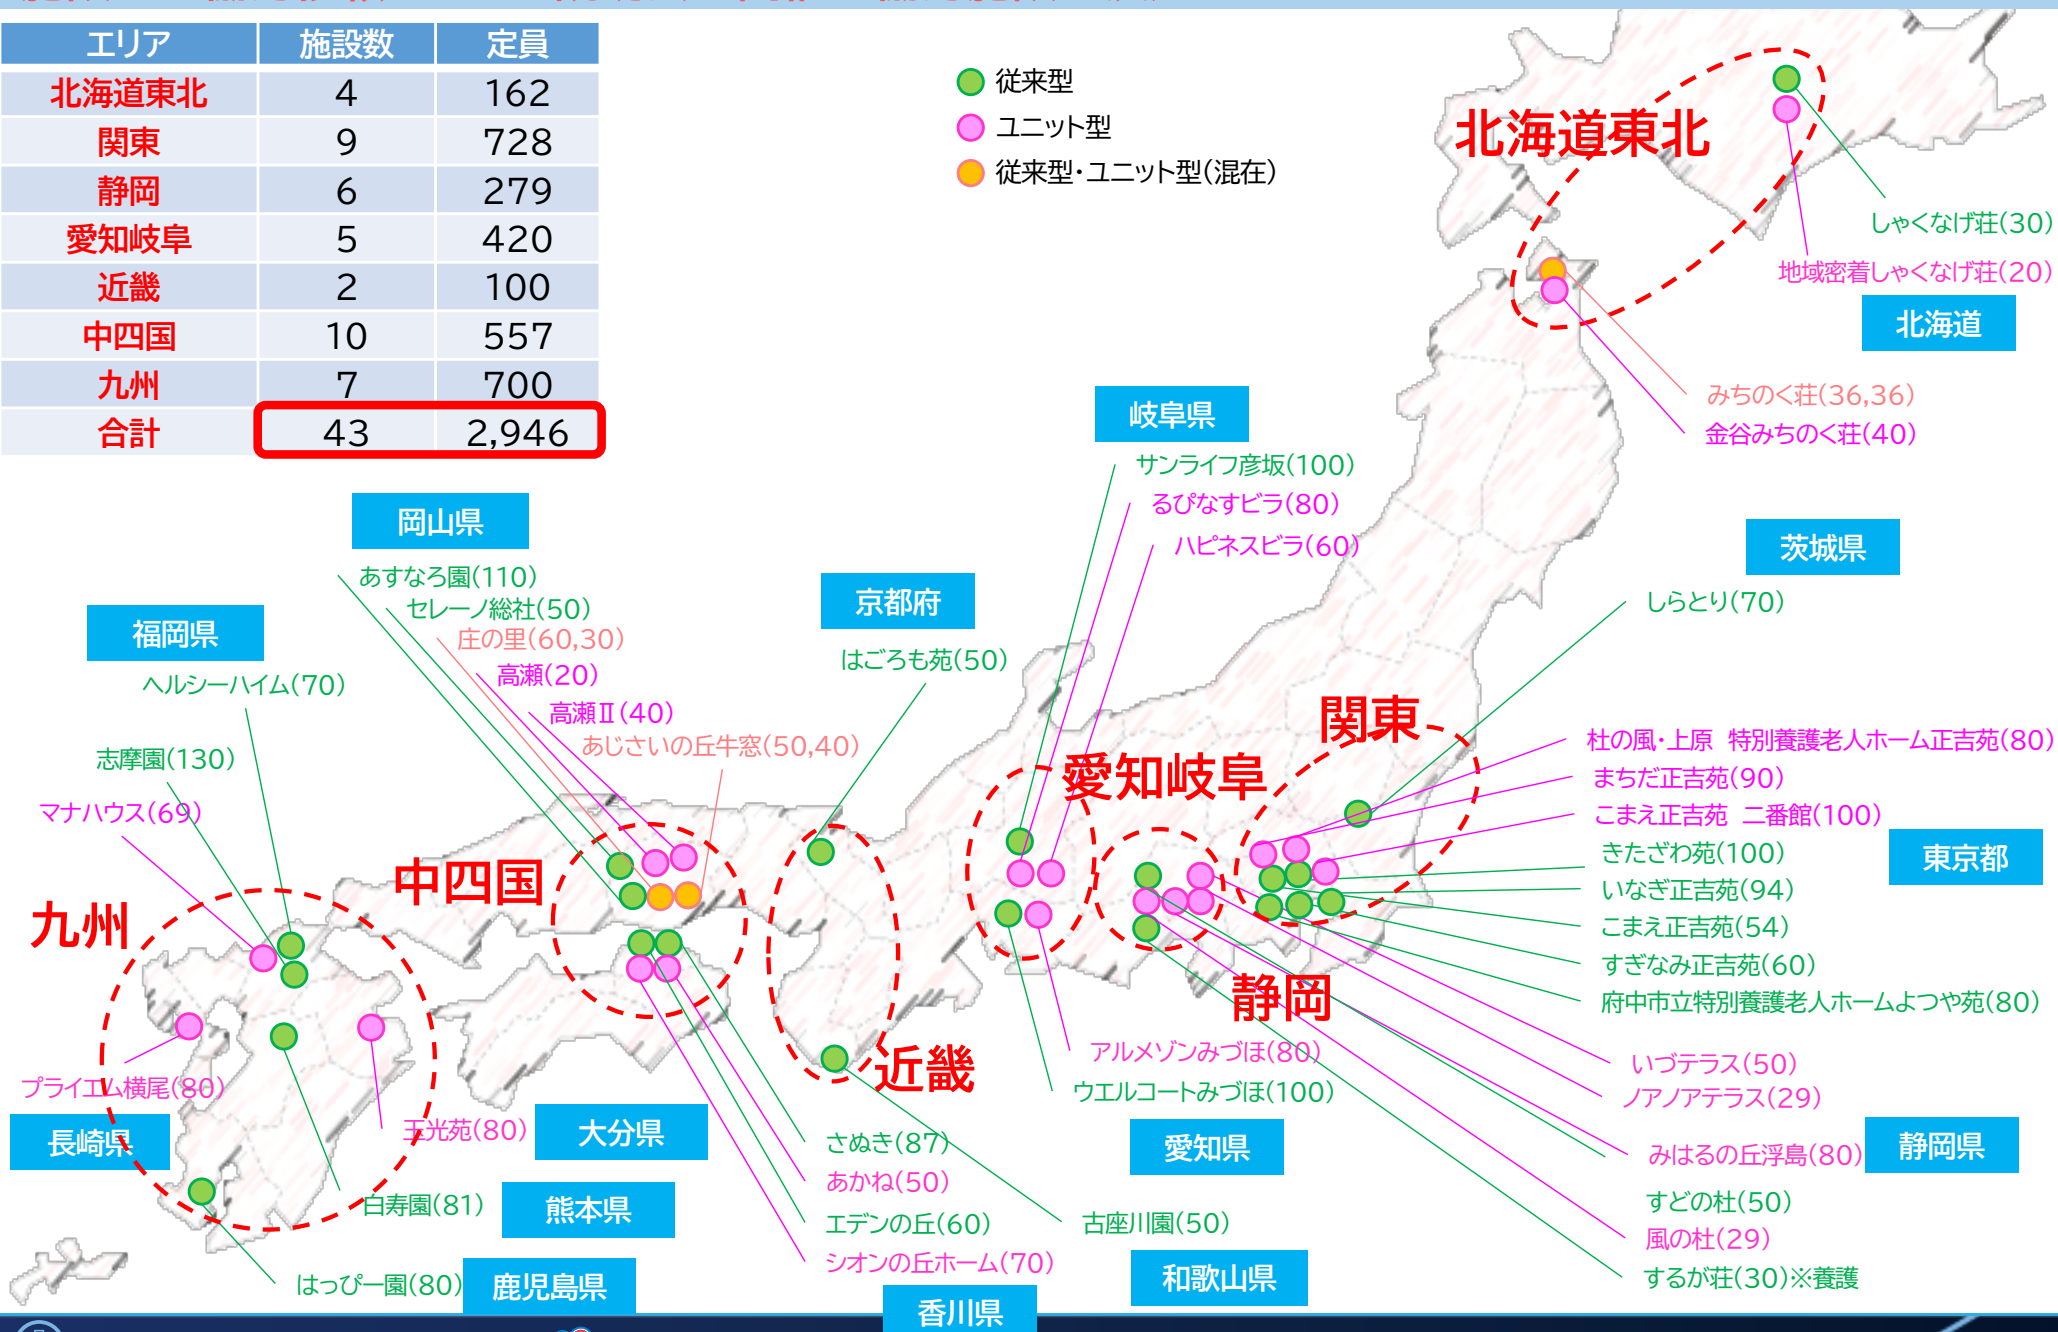 エリア 施設数 定員
北海道東北 4 162
関東 9 728
静岡 6 279
愛知岐阜 5 420
近畿 2 100
中四国 10 557
九州 7 700
合計 43 2,946
従来型
ユニット型
従来型・ユニット型(混在)
北海道東北
しゃくなげ荘(30)
地域密着しゃくなげ荘(20)
北海道
みちのく荘(36,36)
金谷みちのく荘(40)
岐阜県
サンライフ彦坂(100)
るぴなすビラ(80)
ハピネスビラ(60)
岡山県
あすなろ園(110)
セレーノ総社(50)
庄の里(60,30)
高瀬(20)
高瀬Ⅱ(40)
あじさいの丘牛窓(50,40)
京都府
はごろも苑(50)
茨城県
しらとり(70)
福岡県
ヘルシーハイム(70)
志摩園(130)
マナハウス(69)
関東
愛知岐阜
杜の風・上原 特別養護老人ホーム正吉苑(80)
まちだ正吉苑(90)
こまえ正吉苑 二番館(100)
きたざわ苑(100)
いなぎ正吉苑(94)
こまえ正吉苑(54)
すぎなみ正吉苑(60)
府中市立特別養護老人ホームよつや苑(80)
東京都
中四国
九州
静岡
近畿
アルメゾンみづほ(80)
ウエルコートみづほ(100)
愛知県
いづテラス(50)
ノアノアテラス(29)
みはるの丘浮島(80)
静岡県
すどの杜(50)
風の杜(29)
するが荘(30)※養護
プライエム横尾(80)
長崎県
玉光苑(80)
大分県
白寿園(81)
熊本県
はっぴー園(80)
鹿児島県
さぬき(87)
あかね(50)
エデンの丘(60)
シオンの丘ホーム(70)
香川県
古座川園(50)
和歌山県